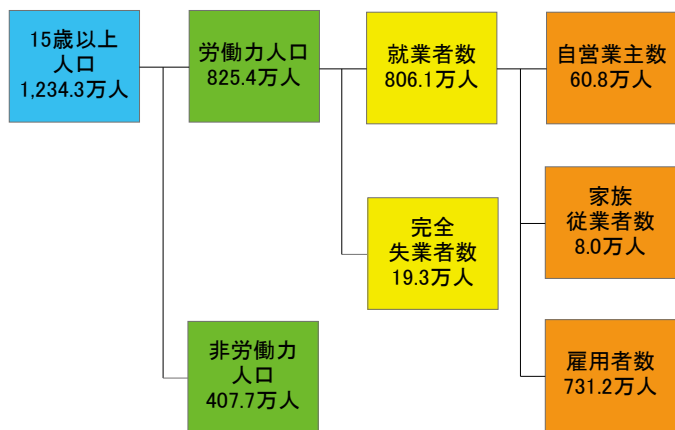 15歳以上
人口
1,234.3万人
労働力人口
825.4万人
就業者数
806.1万人
自営業主数
60.8万人
完全
失業者数
19.3万人
家族
従業者数
8.0万人
非労働力
人口
407.7万人
雇用者数
731.2万人